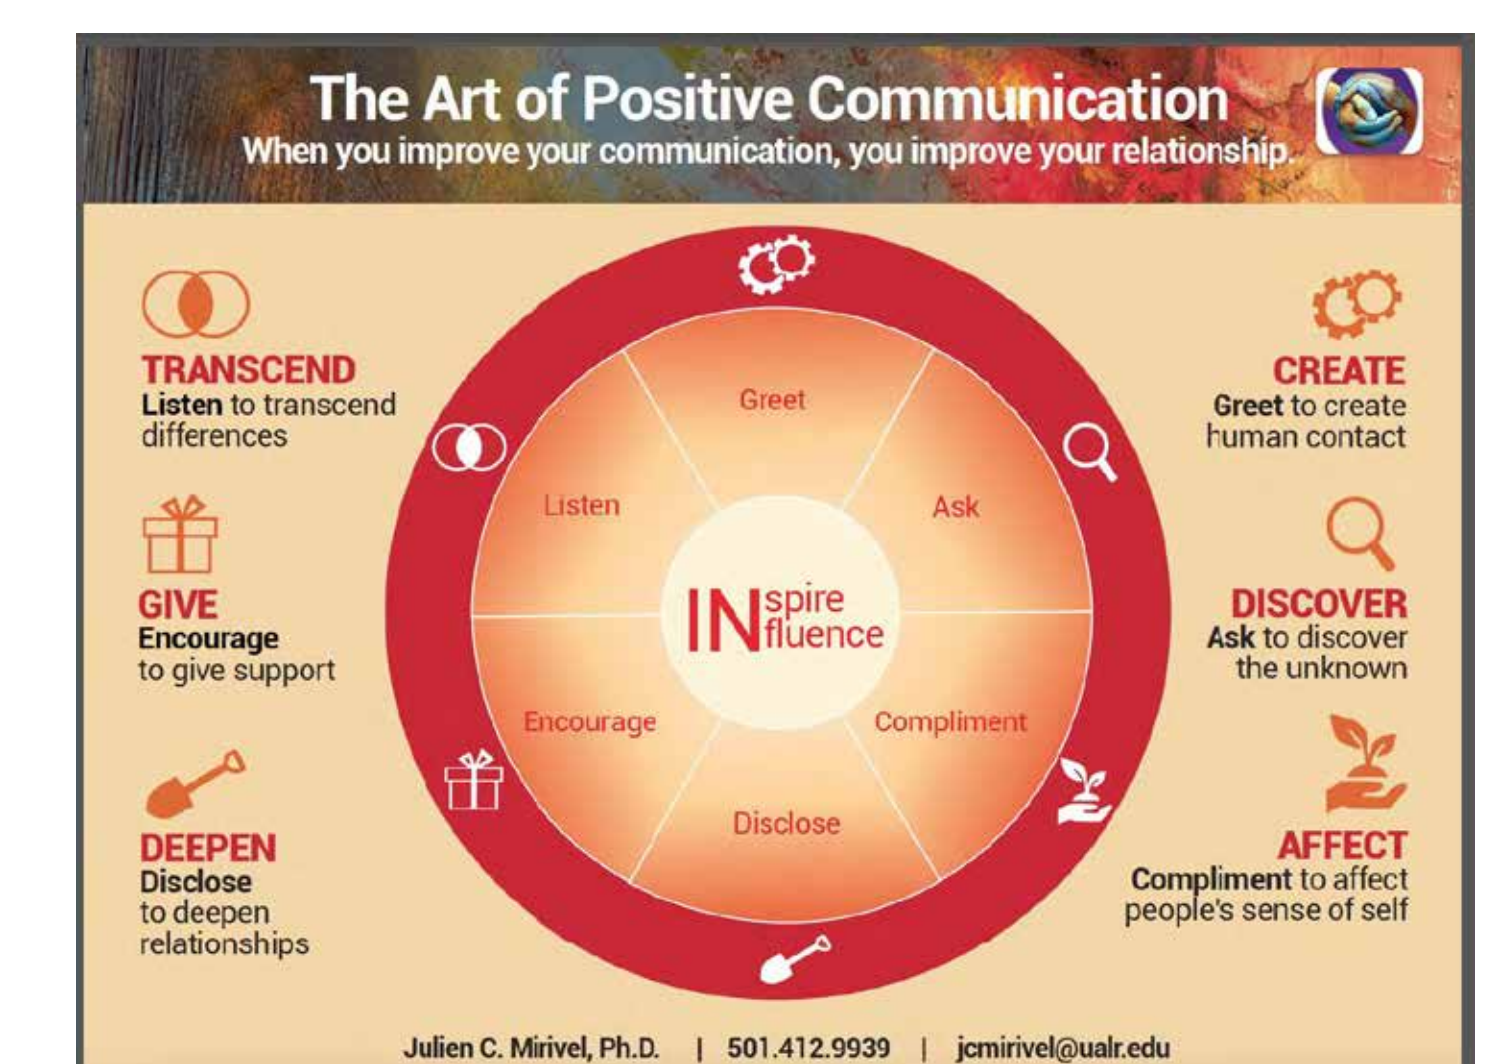 The Art of Positive Communication
When you improve your communication, you improve your relationship.
TRANSCEND
Listen to transcend
differences
GIVE
Encourage
to give support
DEEPEN
Disclose
to deepen
relationships
Greet
Listen
Ask
INspire
INfluence
Encourage
Compliment
Disclose
CREATE
Greet to create
human contact
DISCOVER
Ask to discover
the unknown
AFFECT
Compliment to affect
people's sense of self
Julien C. Mirivel, Ph.D. | 501.412.9939 | jcmirivel@ualr.edu